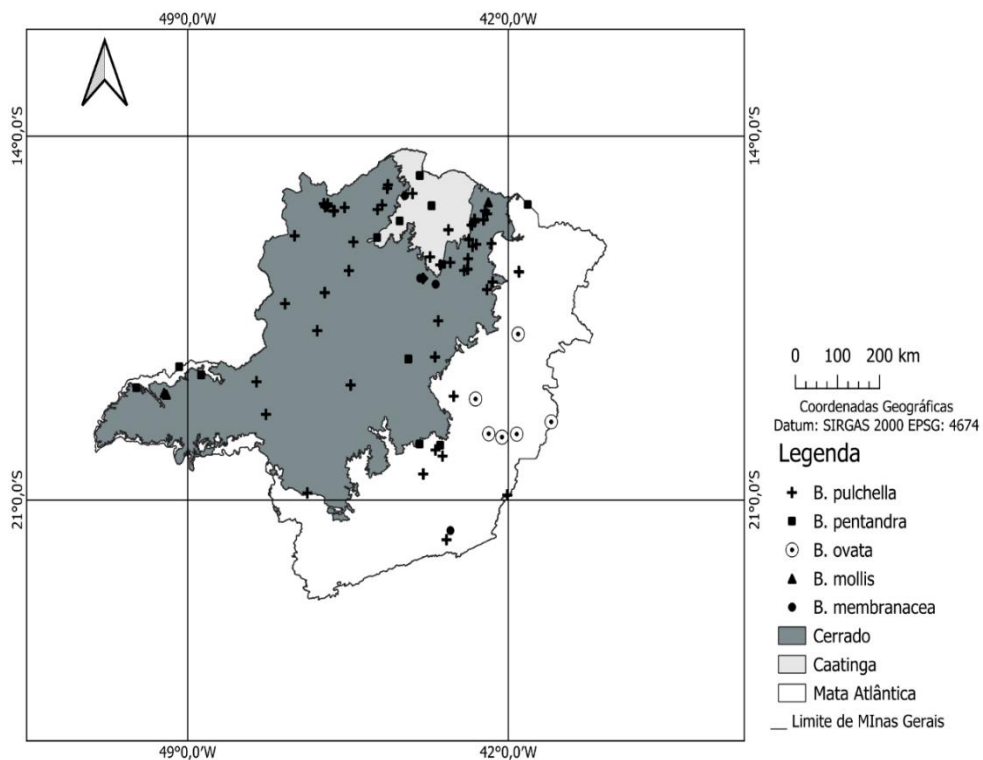 49°0,0'W 42°0,0'W
14°0,0'S 14°0,0'S
21°0,0'S 21°0,0'S
49°0,0'W 42°0,0'W
0 100 200 km
Coordenadas Geográficas
Datum: SIRGAS 2000 EPSG: 4674
Legenda
B. pulchella
B. pentandra
B. ovata
B. mollis
B. membranacea
Cerrado
Caatinga
Mata Atlântica
Limite de MInas Gerais